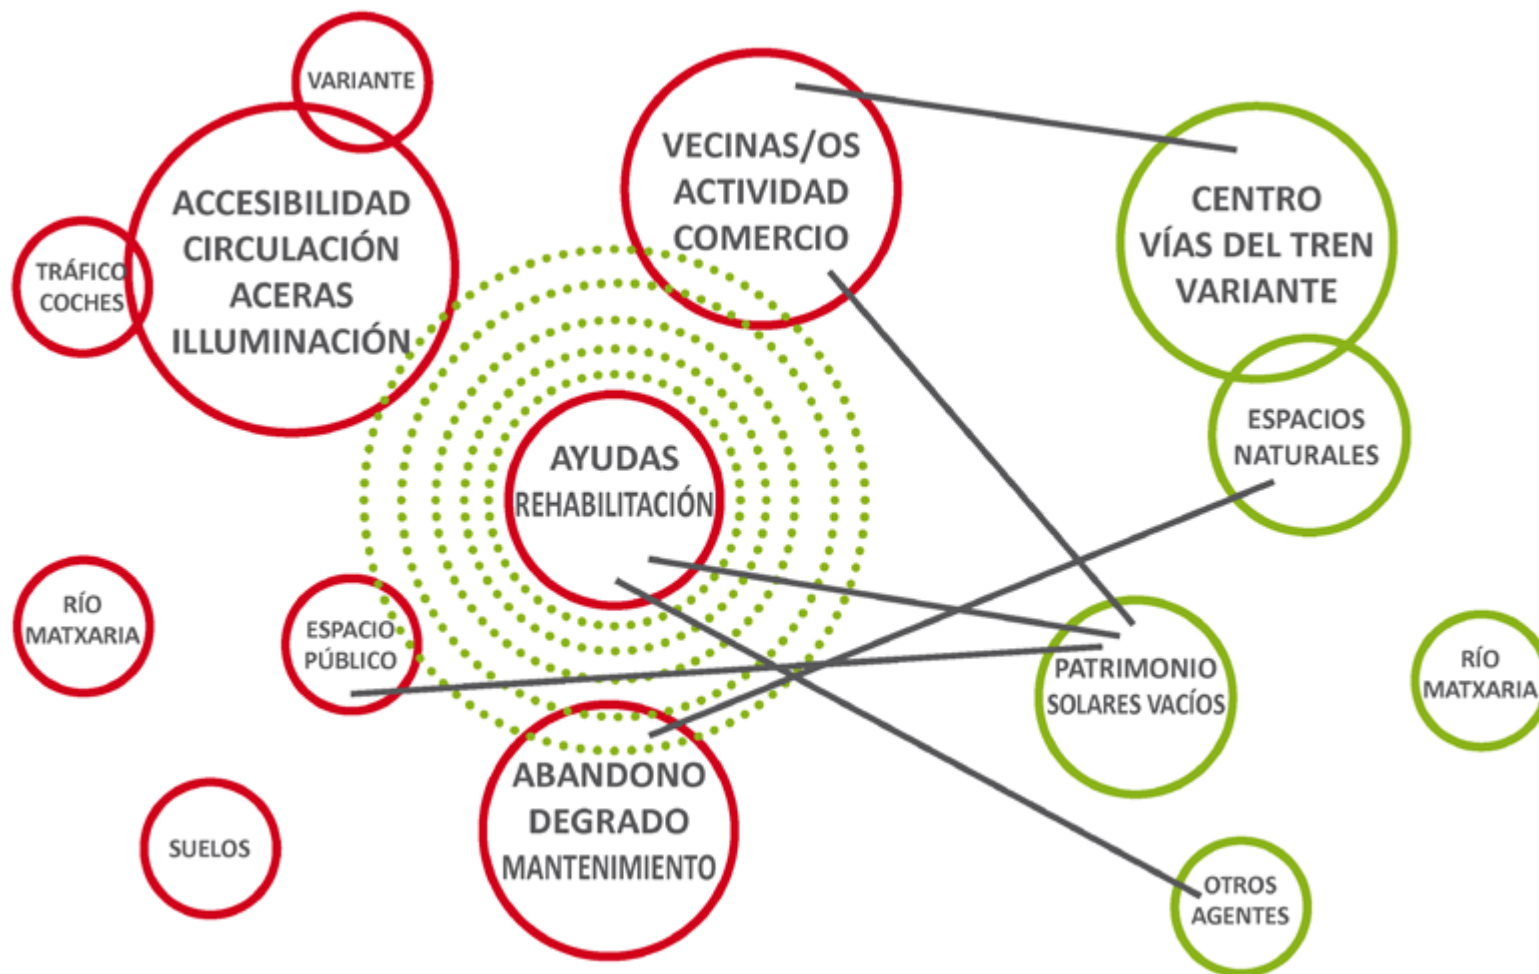 VARIANTE
ACCESIBILIDAD
CIRCULACIÓN
ACERAS
ILLUMINACIÓN
TRÁFICO
COCHES
VECINAS/OS
ACTIVIDAD
COMERCIO
CENTRO
VÍAS DEL TREN
VARIANTE
ESPACIOS
NATURALES
AYUDAS
REHABILITACIÓN
RÍO
MATXARIA
ESPACIO
PÚBLICO
PATRIMONIO
SOLARES VACÍOS
RÍO
MATXARIA
SUELOS
ABANDONO
DEGRADO
MANTENIMIENTO
OTROS
AGENTES